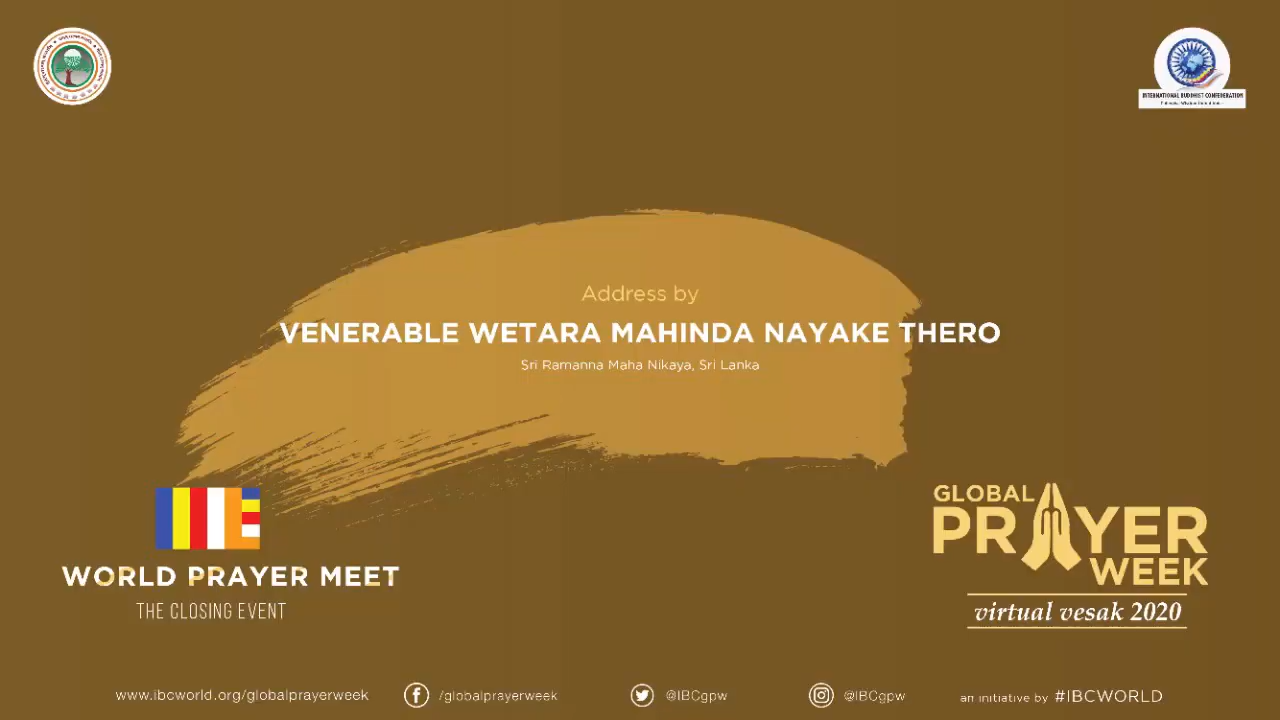 INTERNATIONAL BUDDHIST CONFEDERATION
Address by
VENERABLE WETARA MAHINDA NAYAKE THERO
Sri Ramanna Maha Nikaya, Sri Lanka
GLOBAL
PRAYER
WEEK
virtual vesak 2020
WORLD PRAYER MEET
THE CLOSING EVENT
www.ibcworld.org/globalprayerweek
/globalprayerweek
@IBCgpw
@IBCgpw
an initiative by #IBCWORLD